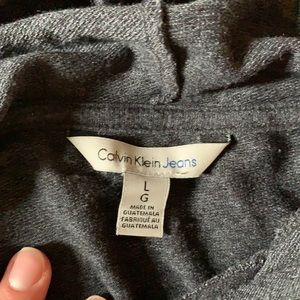 Calvin Klein Jeans
L
G
MADE IN
GUATEMALA
FABRIQUÉ AU
GUATEMALA